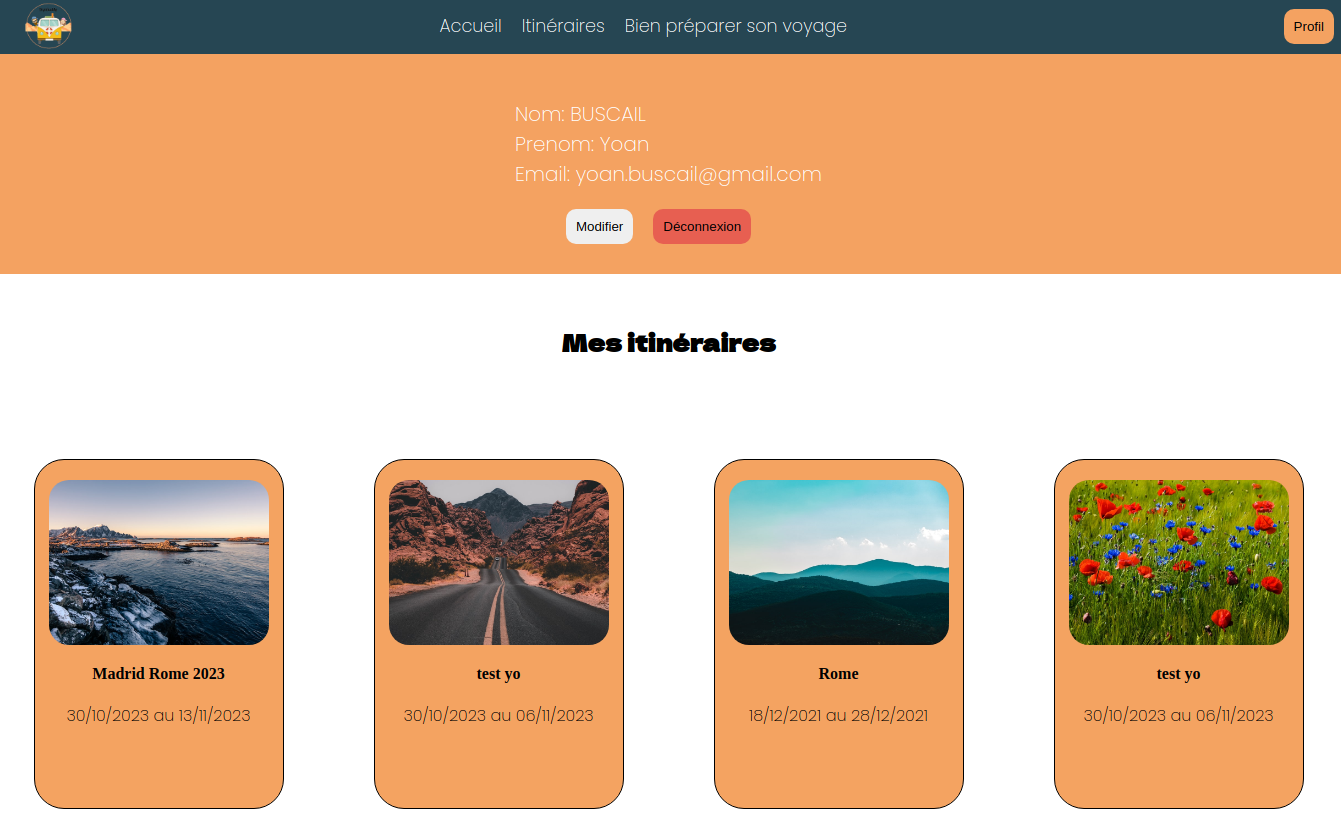 Accueil Itinéraires Bien préparer son voyage Profil
Nom: BUSCAIL
Prenom: Yoan
Email: yoan.buscail@gmail.com
Modifier Déconnexion
Mes itinéraires
Madrid Rome 2023 test yo Rome test yo
30/10/2023 au 13/11/2023 30/10/2023 au 06/11/2023 18/12/2021 au 28/12/2021 30/10/2023 au 06/11/2023